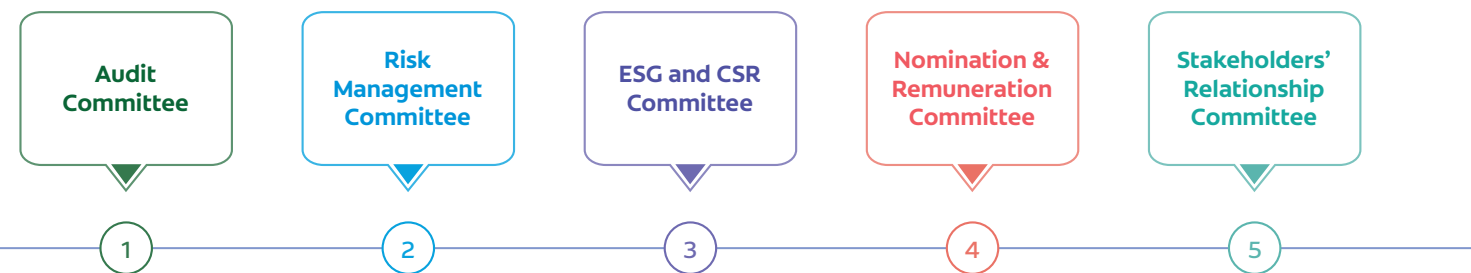 Audit
Committee
Risk
Management
Committee
ESG and CSR
Committee
Nomination &
Remuneration
Committee
Stakeholders’
Relationship
Committee
1
2
3
4
5